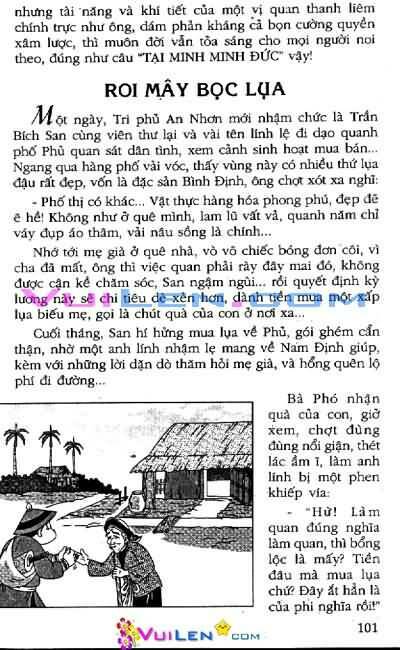 nhưng tài năng và khí tiết của một vị quan thanh liêm
chính trực như ông, dám phản kháng cả bọn cường quyền
xâm lược, thì muôn đời vẫn tỏa sáng cho mọi người noi
theo, đúng như câu "TẠI MINH MINH ĐỨC" vậy!
ROI MÂY BỌC LỤA
Một ngày, Tri phủ An Nhơn mới nhậm chức là Trần
Bích San cùng viên thư lại và vài tên lính lệ đi dạo quanh
phố Phủ quan sát dân tình, xem cảnh sinh hoạt mua bán...
Ngang qua hàng phố vải vóc, thấy vùng này có nhiều thứ lụa
đậu rất đẹp, vốn là đặc sản Bình Định, ông chợt xót xa nghĩ:
- Phố thị có khác... Vật thực hàng hóa phong phú, đẹp đẽ
ê hề! Không như ở quê mình, lam lũ vất vả, quanh năm chỉ
váy đụp áo thâm, vải nâu sồng là chính...
Nhớ tới mẹ già ở quê nhà, vò võ chiếc bóng đơn côi, vì
cha đã mất, ông thì việc quan phải rày đây mai đó, không
được cận kề chăm sóc, San ngậm ngùi... rồi quyết định kỳ
lương này sẽ chi tiêu dè xẻn hơn, dành tiền mua một xấp
lụa biếu mẹ, gọi là chút quà của con ở nơi xa...
VUILEN.COM
Cuối tháng, San hí hửng mua lụa về Phủ, gói ghém cẩn
thận, nhờ một anh lính nhậm lẹ mang về Nam Định giúp,
kèm với những lời dặn dò thăm hỏi mẹ già, và hổng quên lộ
phí đi đường...
Bà Phó nhận
quà của con, giở
xem, chợt đùng
đùng nổi giận, thét
lác ầm ĩ, làm anh
lính bị một phen
khiếp vía:
- "Hử! Làm
quan đúng nghĩa
làm quan, thì bổng
lộc là mấy? Tiền
đâu mà mua lụa
chứ? Đây ắt hẳn là
của phi nghĩa rồi!"
101
VUILEN.COM